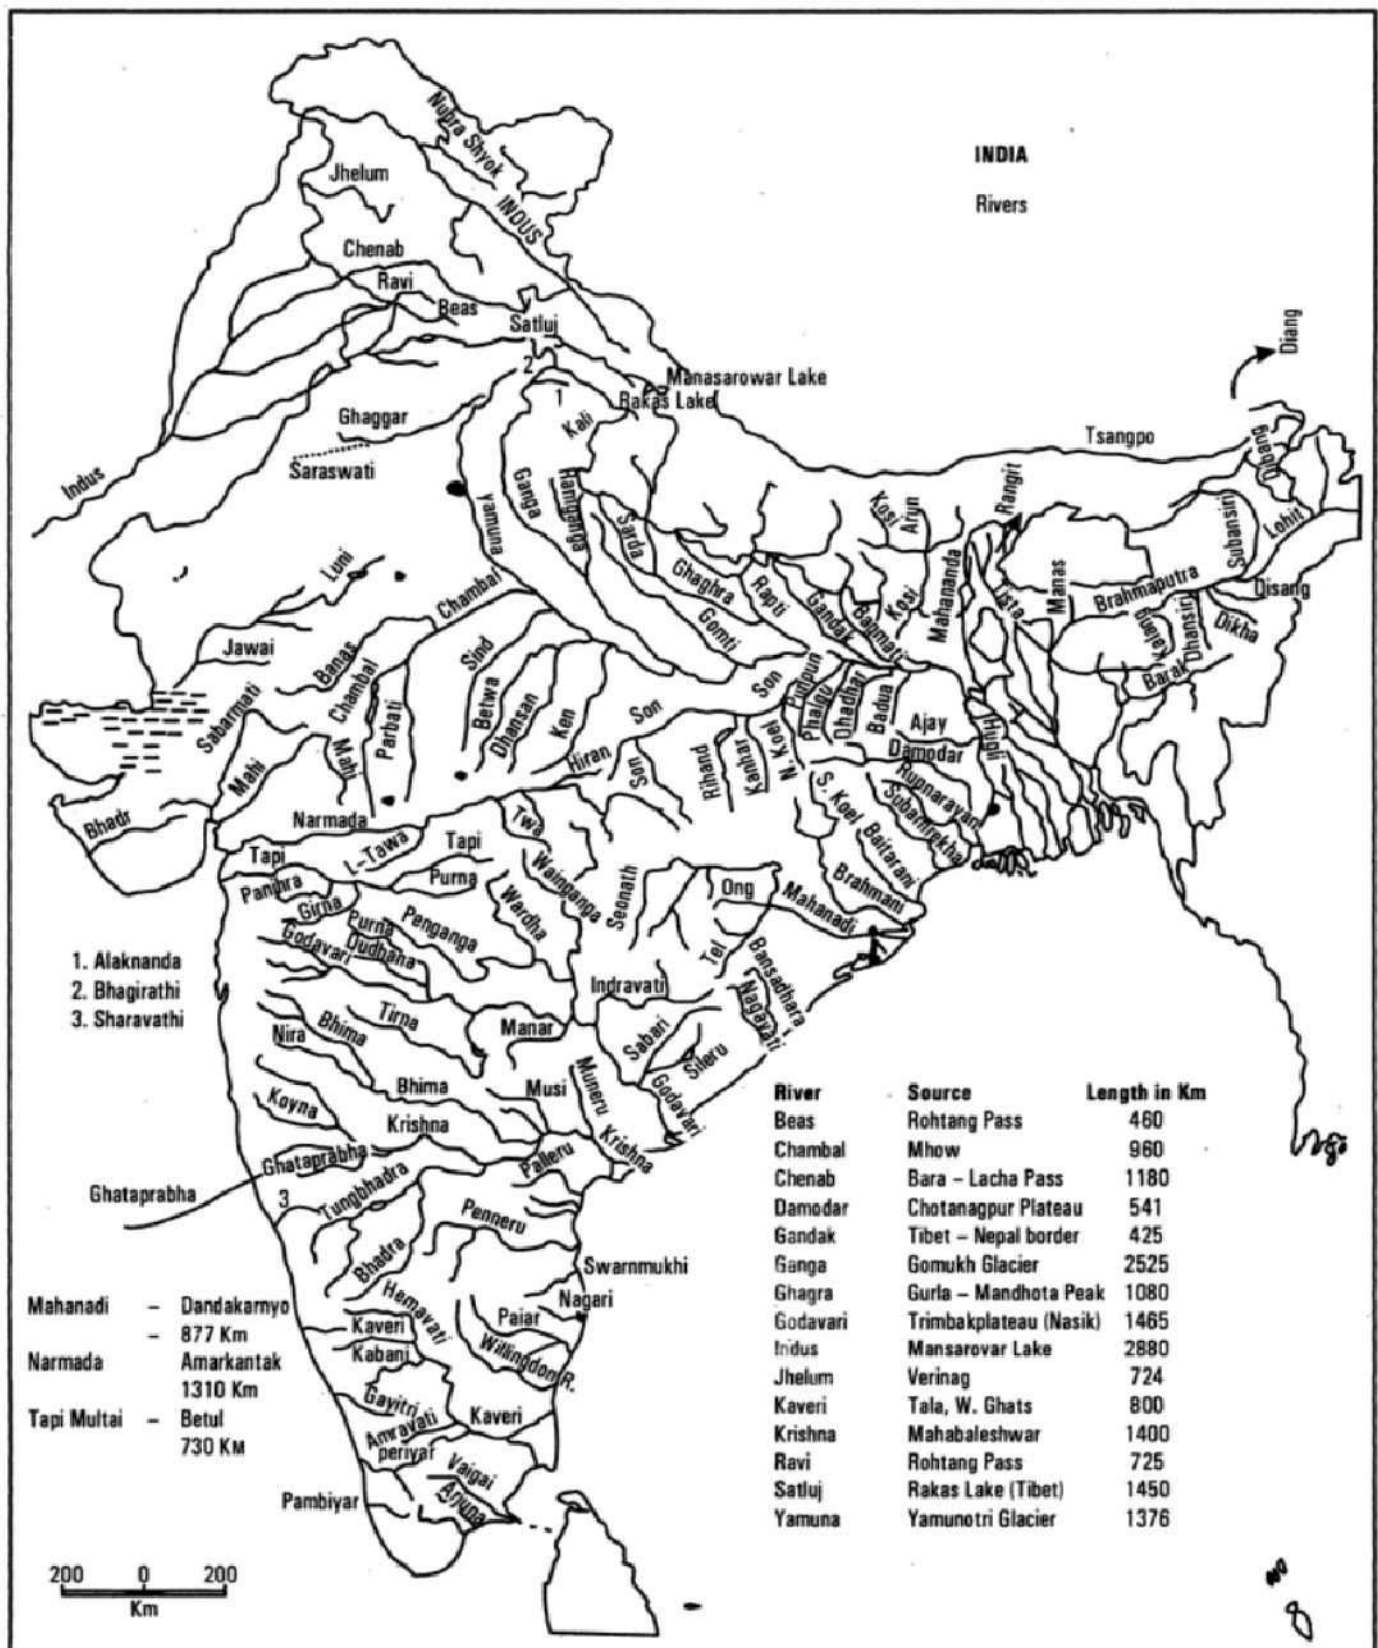 INDIA
Rivers
Nubra Shyok
Jhelum
INDUS
Chenab
Ravi
Beas
Satluj
2
Manasarowar Lake
1
Rakas Lake
Diang
Ghaggar
Kali
Saraswati
Tsangpo
Dibang
Indus
Yamuna
Ganga
Ramganga
Sarda
Kosi
Arun
Rangit
Subansiri
Lohit
Luni
Chambal
Ghaghra
Rapti
Gandak
Bagmati
Kosi
Mahananda
Tista
Manas
Brahmaputra
Disang
Jawai
Gomti
Kalang
Dhansiri
Dikha
Barak
Banas
Chambal
Sind
Sabarmati
Mahi
Mahi
Parbati
Betwa
Dhansan
Ken
Son
Son
Punpun
Phalgu
Dhadhar
Badua
Ajay
Damodar
Hugli
Hiran
Son
Rihand
Kanhar
N. Koel
S. Koel
Rupnarayan
Subarnrekha
Baitarani
Brahmani
Bhadr
Narmada
Tapi
L-Tawa
Tapi
Twa
Panjhra
Purna
Wainganga
Girna
Wardha
Seonath
Ong
Mahanadi
Purna
Penganga
Godavari
Dudhana
Tel
Bansadhara
Nagavati
1. Alaknanda
2. Bhagirathi
3. Sharavathi
Indravati
Tirna
Manar
Bhima
Nira
Sabari
Sileru
Godavari
Bhima
Musi
Muneru
Koyna
Krishna
Krishna
Ghataprabha
Palleru
Ghataprabha
3
Tungbhadra
Penneru
Bhadra
Swarnmukhi
Hemavati
Nagari
Paiar
Kaveri
Kabani
Willingdon R.
Gayitri
Amravati
Kaveri
periyar
Vaigai
Arjuna
Pambiyar
Mahanadi – Dandakarnyo
– 877 Km
Narmada Amarkantak
1310 Km
Tapi Multai – Betul
730 KM
River Source Length in Km
Beas Rohtang Pass 460
Chambal Mhow 960
Chenab Bara – Lacha Pass 1180
Damodar Chotanagpur Plateau 541
Gandak Tibet – Nepal border 425
Ganga Gomukh Glacier 2525
Ghagra Gurla – Mandhota Peak 1080
Godavari Trimbakplateau (Nasik) 1465
Indus Mansarovar Lake 2880
Jhelum Verinag 724
Kaveri Tala, W. Ghats 800
Krishna Mahabaleshwar 1400
Ravi Rohtang Pass 725
Satluj Rakas Lake (Tibet) 1450
Yamuna Yamunotri Glacier 1376
200 0 200
Km